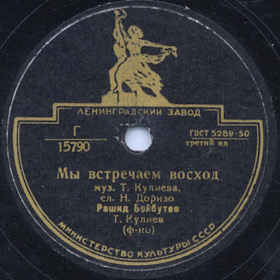 ЛЕНИНГРАДСКИЙ ЗАВОД
Г
15790
ГОСТ 5289-50
третий кл
Мы встречаем восход
муз. Т. Кулиева,
сл. Н. Доризо
Рашид Бейбутов
Т. Кулиев
(ф-но)
МИНИСТЕРСТВО КУЛЬТУРЫ СССР